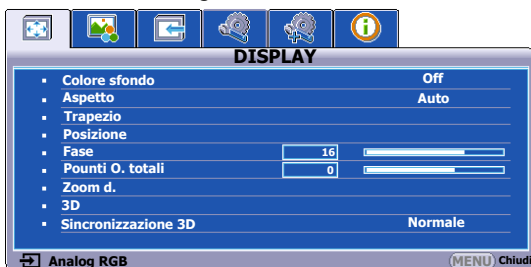 DISPLAY
Colore sfondo Off
Aspetto Auto
Trapezio
Posizione
Fase 16
Pounti O. totali 0
Zoom d.
3D
Sincronizzazione 3D Normale
Analog RGB MENU Chiudi